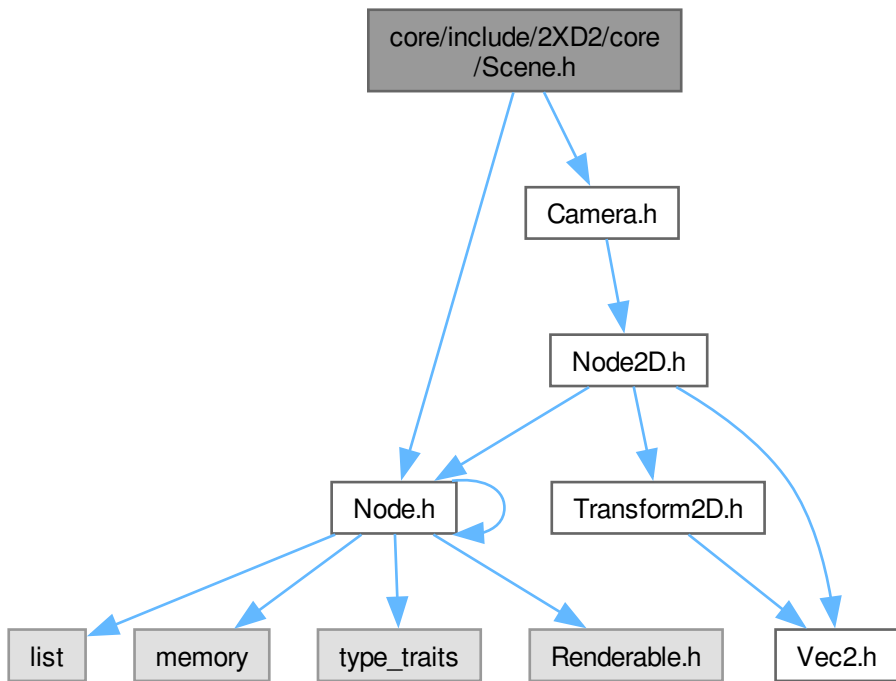 core/include/2XD2/core
/Scene.h
Camera.h
Node2D.h
Node.h
Transform2D.h
list
memory
type_traits
Renderable.h
Vec2.h